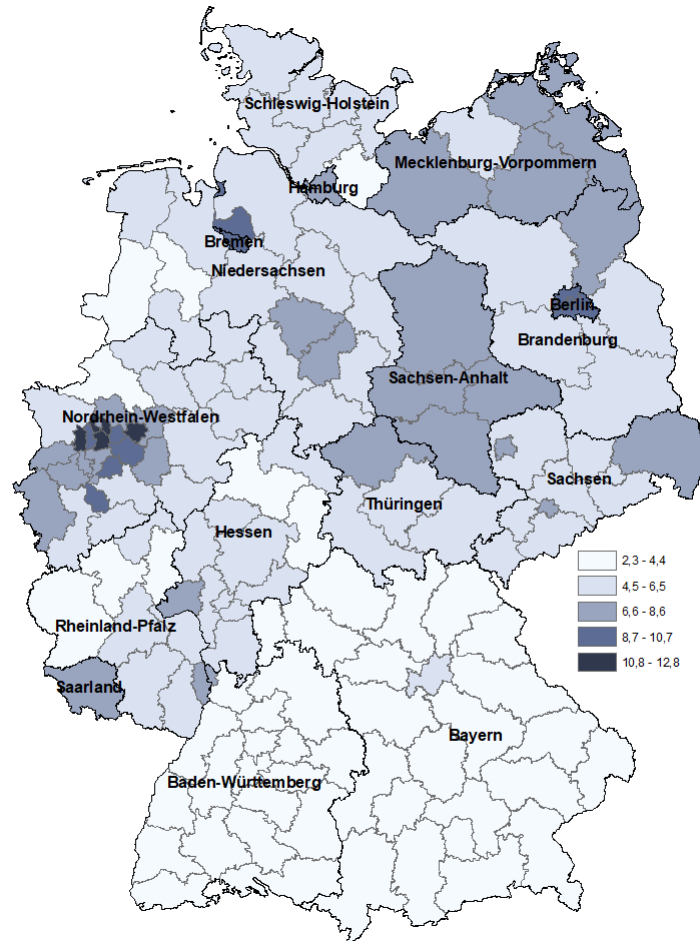 Schleswig-Holstein
Mecklenburg-Vorpommern
Hamburg
Bremen
Niedersachsen
Berlin
Brandenburg
Sachsen-Anhalt
Nordrhein-Westfalen
Sachsen
Thüringen
Hessen
2,3 - 4,4
4,5 - 6,5
6,6 - 8,6
8,7 - 10,7
10,8 - 12,8
Rheinland-Pfalz
Saarland
Bayern
Baden-Württemberg